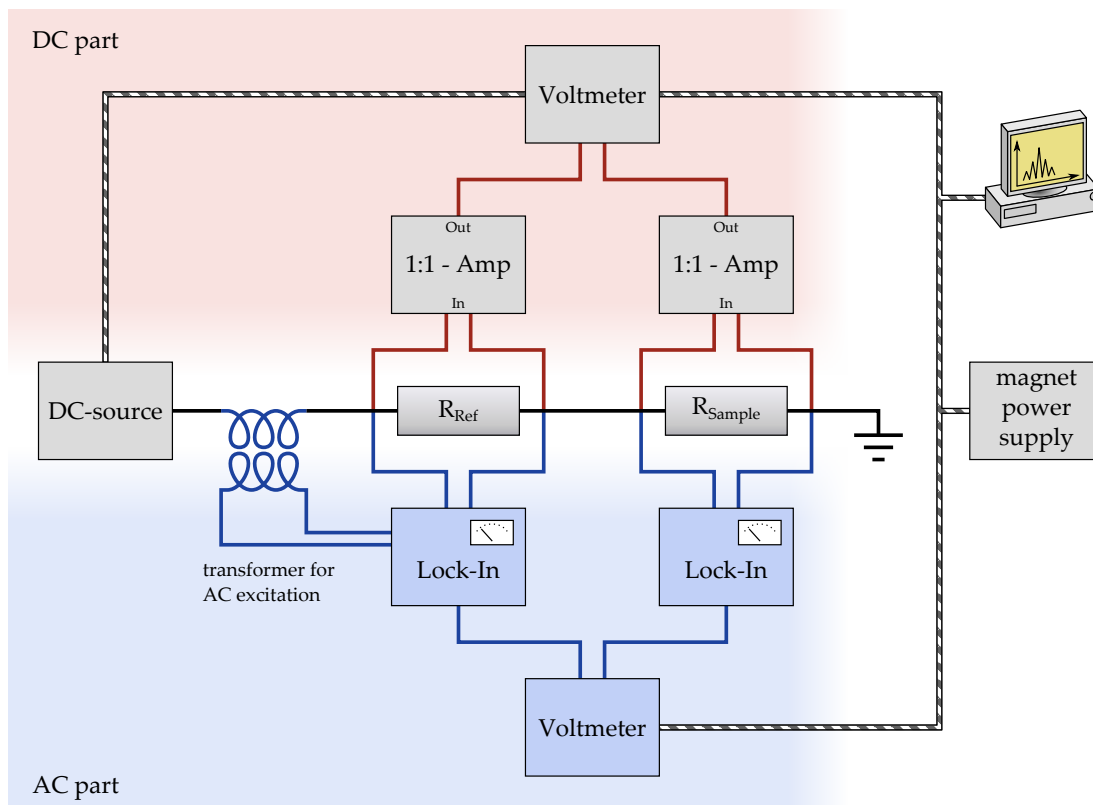 DC part
Voltmeter
Out
1:1 - Amp
In
Out
1:1 - Amp
In
DC-source
R_Ref
R_Sample
magnet
power
supply
transformer for
AC excitation
Lock-In
Lock-In
Voltmeter
AC part